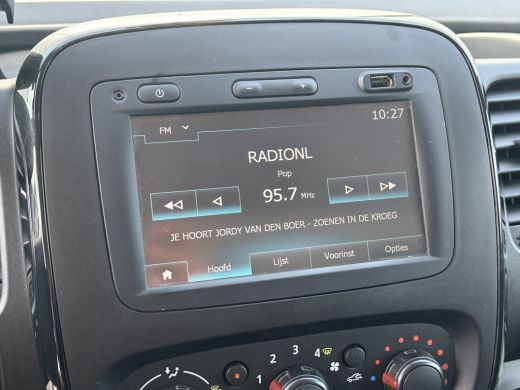 FM
10:27
RADIONL
Pop
95.7 MHz
JE HOORT JORDY VAN DEN BOER - ZOENEN IN DE KROEG
Hoofd Lijst Voorinst Opties
1 2 3 4